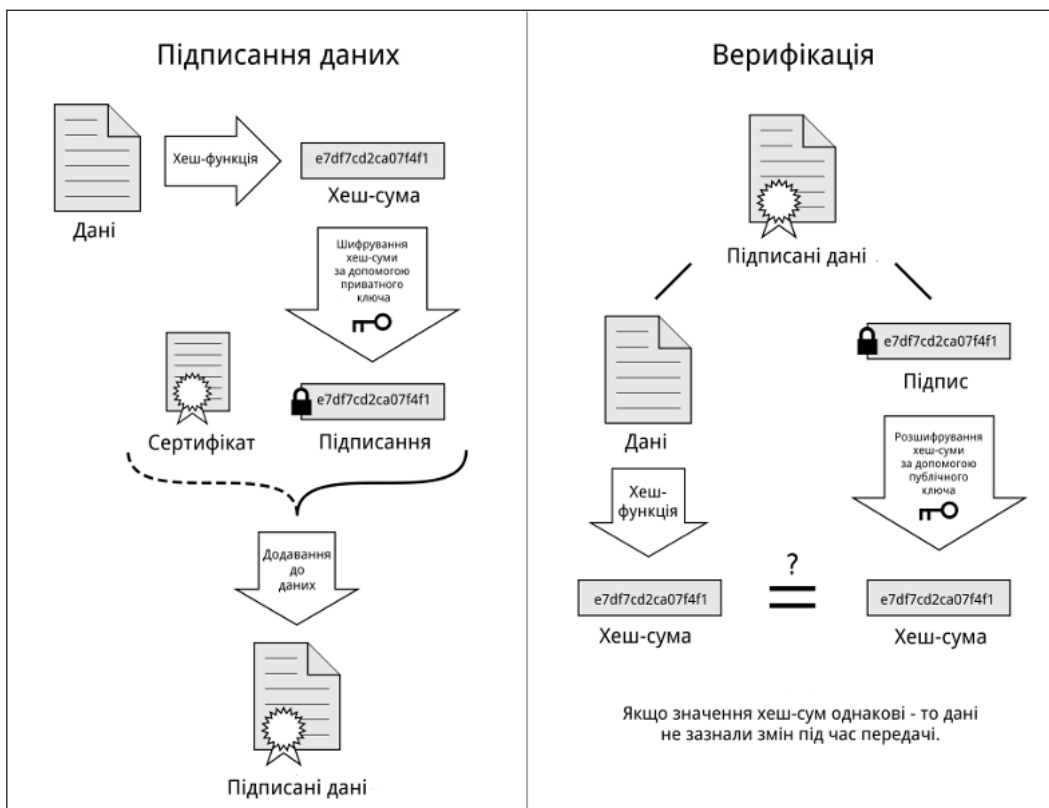 Підписання даних
Хеш-функція
e7df7cd2ca07f4f1
Хеш-сума
Дані
Шифрування
хеш-суми
за допомогою
приватного
ключа
e7df7cd2ca07f4f1
Сертифікат
Підписання
Додавання
до
даних
Підписані дані
Верифікація
Підписані дані
Дані
e7df7cd2ca07f4f1
Підпис
Хеш-
функція
Розшифрування
хеш-суми
за допомогою
публічного
ключа
e7df7cd2ca07f4f1
?
=
e7df7cd2ca07f4f1
Хеш-сума
Хеш-сума
Якщо значення хеш-сум однакові - то дані
не зазнали змін під час передачі.